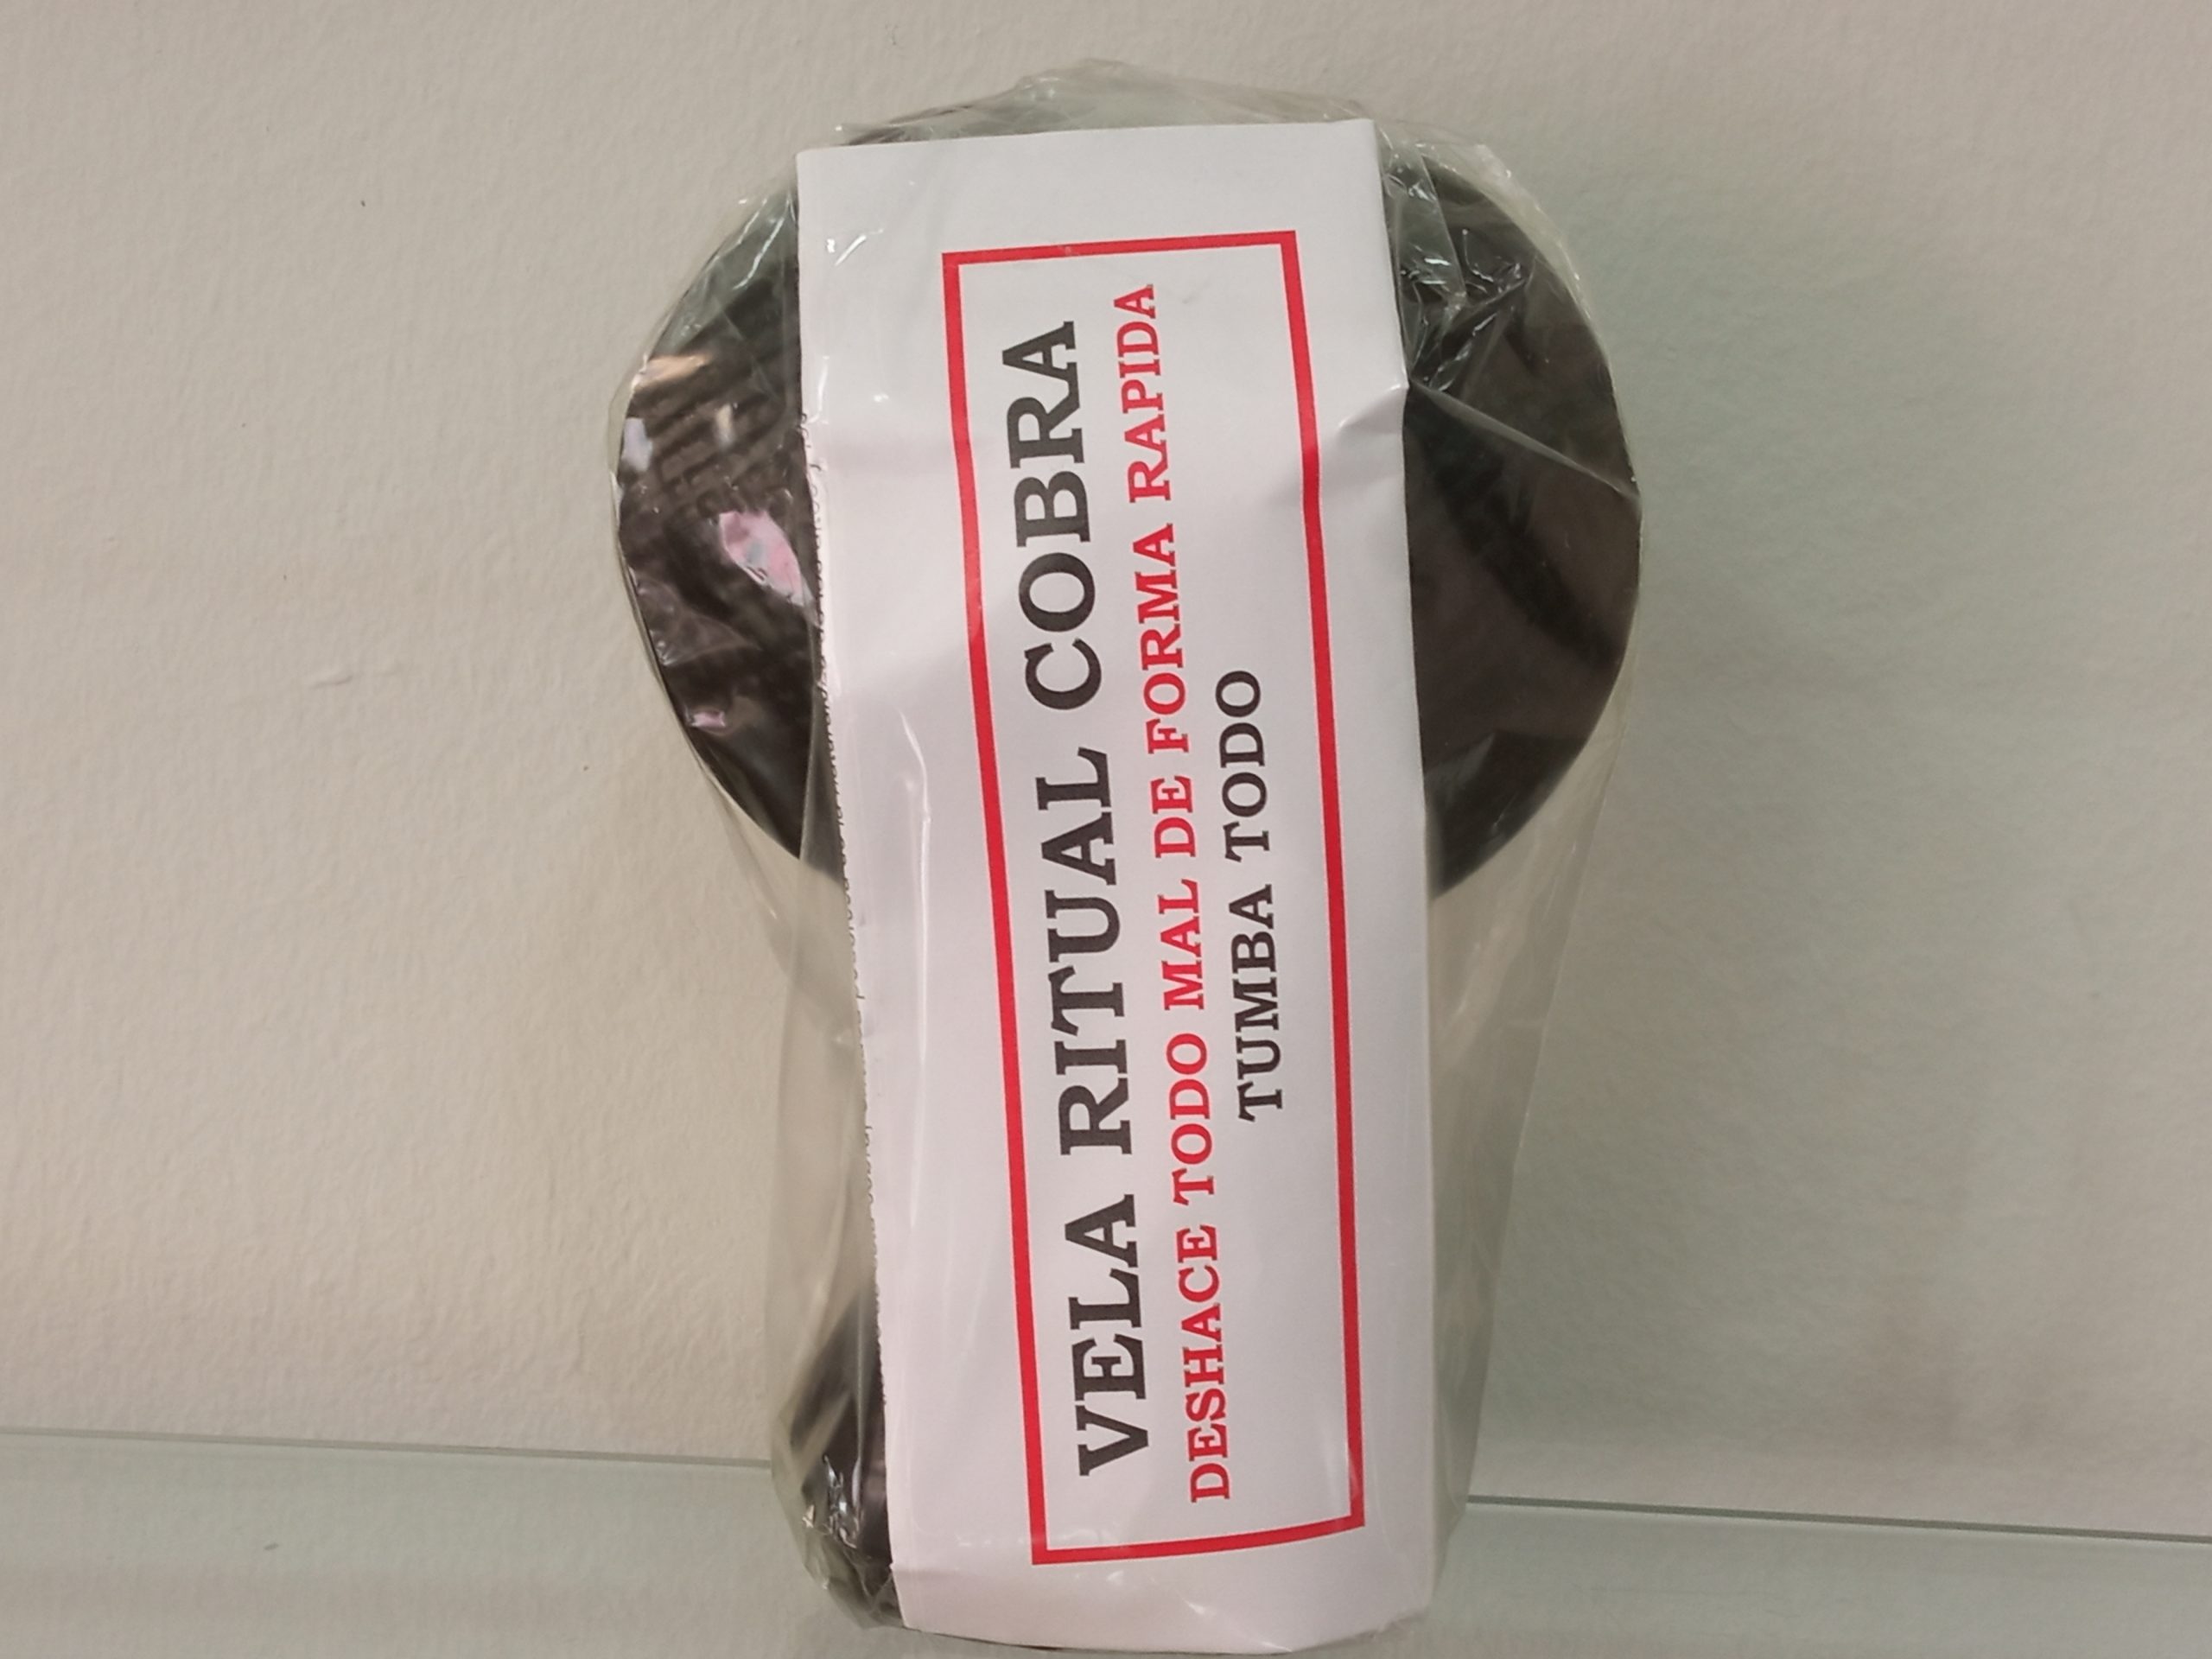 VELA RITUAL COBRA
DESHACE TODO MAL DE FORMA RAPIDA
TUMBA TODO